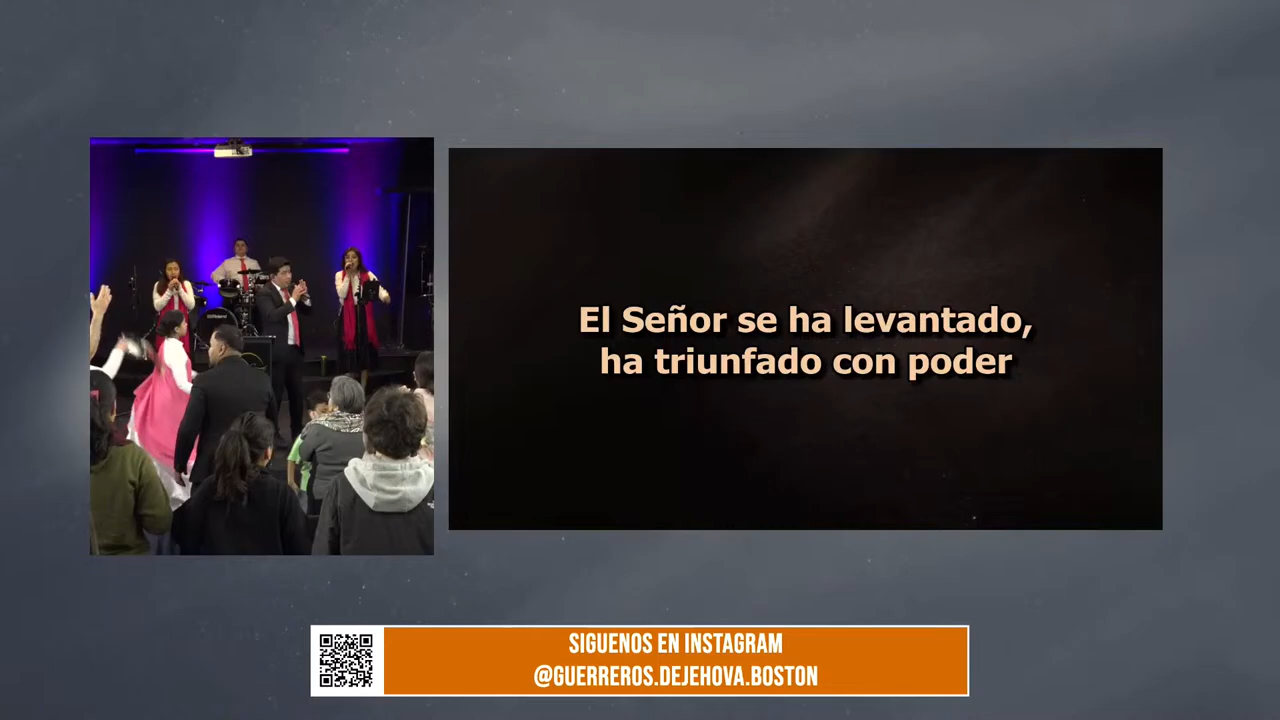 El Señor se ha levantado,
ha triunfado con poder
SIGUENOS EN INSTAGRAM
@GUERREROS.DEJEHOVA.BOSTON